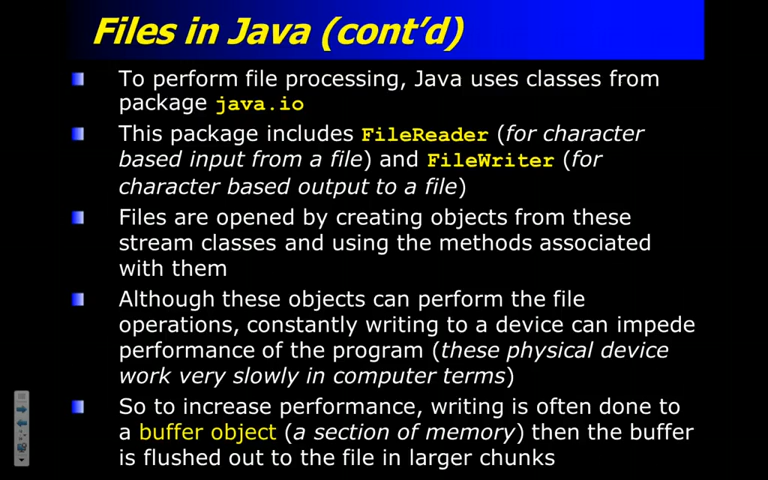 Files in Java (cont'd)
To perform file processing, Java uses classes from
package java.io
This package includes FileReader (for character
based input from a file) and FileWriter (for
character based output to a file)
Files are opened by creating objects from these
stream classes and using the methods associated
with them
Although these objects can perform the file
operations, constantly writing to a device can impede
performance of the program (these physical device
work very slowly in computer terms)
So to increase performance, writing is often done to
a buffer object (a section of memory) then the buffer
is flushed out to the file in larger chunks